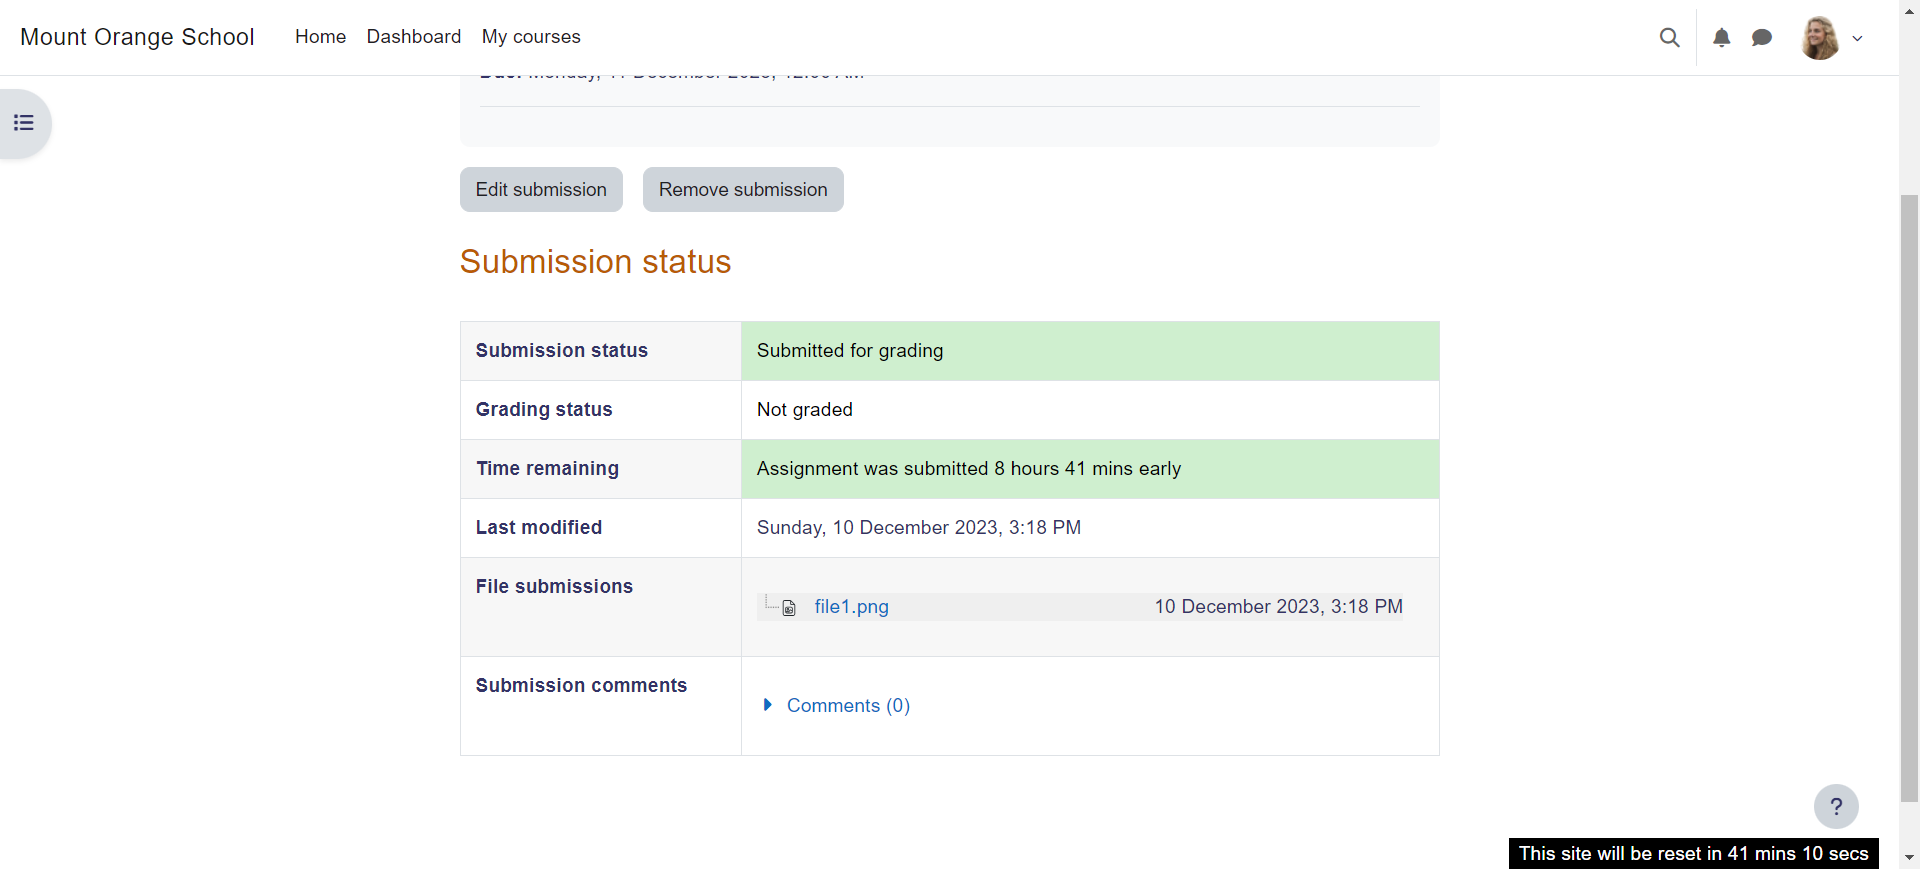 Mount Orange School
Home
Dashboard
My courses
Edit submission
Remove submission
Submission status
Submission status
Submitted for grading
Grading status
Not graded
Time remaining
Assignment was submitted 8 hours 41 mins early
Last modified
Sunday, 10 December 2023, 3:18 PM
File submissions
file1.png
10 December 2023, 3:18 PM
Submission comments
Comments (0)
?
This site will be reset in 41 mins 10 secs